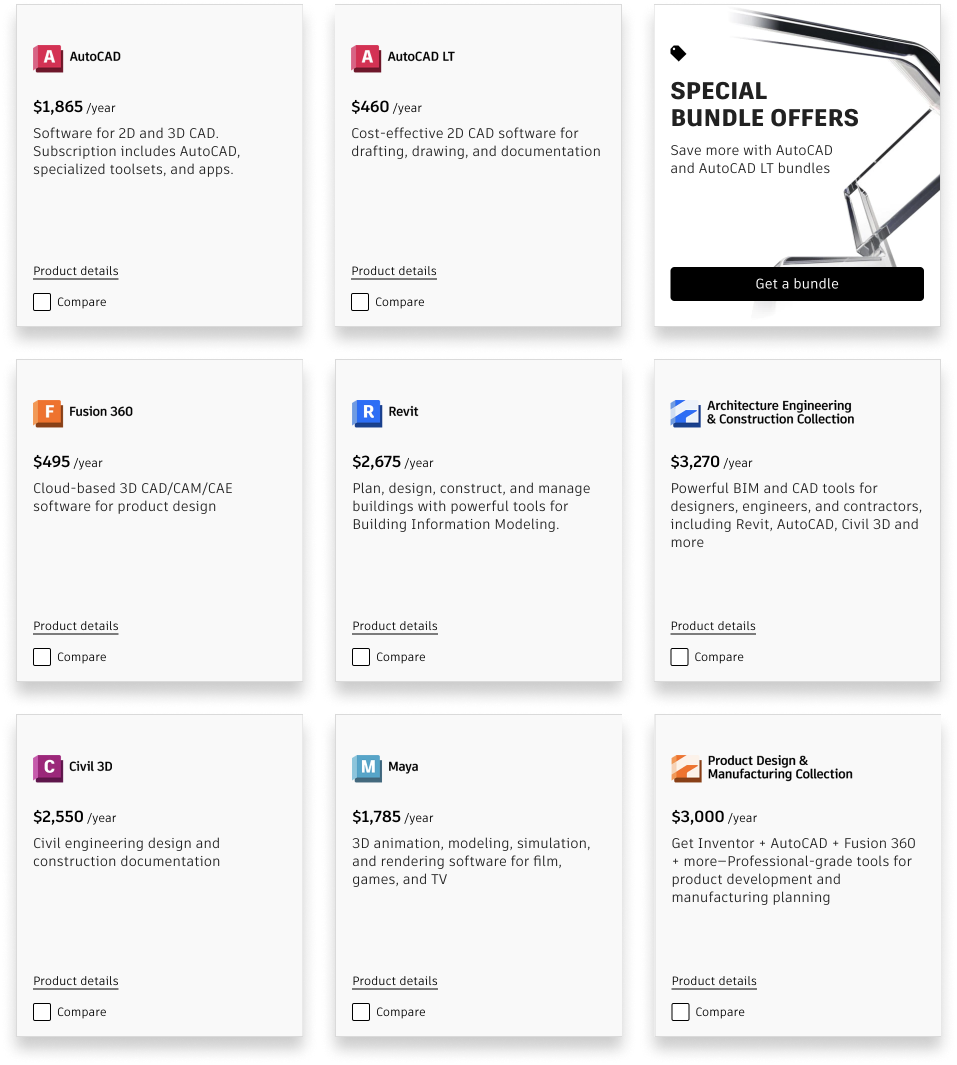 A AutoCAD
$1,865 /year
Software for 2D and 3D CAD.
Subscription includes AutoCAD,
specialized toolsets, and apps.
Product details
Compare
A AutoCAD LT
$460 /year
Cost-effective 2D CAD software for
drafting, drawing, and documentation
Product details
Compare
SPECIAL
BUNDLE OFFERS
Save more with AutoCAD
and AutoCAD LT bundles
Get a bundle
F Fusion 360
$495 /year
Cloud-based 3D CAD/CAM/CAE
software for product design
Product details
Compare
R Revit
$2,675 /year
Plan, design, construct, and manage
buildings with powerful tools for
Building Information Modeling.
Product details
Compare
Architecture Engineering
& Construction Collection
$3,270 /year
Powerful BIM and CAD tools for
designers, engineers, and contractors,
including Revit, AutoCAD, Civil 3D and
more
Product details
Compare
C Civil 3D
$2,550 /year
Civil engineering design and
construction documentation
Product details
Compare
M Maya
$1,785 /year
3D animation, modeling, simulation,
and rendering software for film,
games, and TV
Product details
Compare
Product Design &
Manufacturing Collection
$3,000 /year
Get Inventor + AutoCAD + Fusion 360
+ more—Professional-grade tools for
product development and
manufacturing planning
Product details
Compare